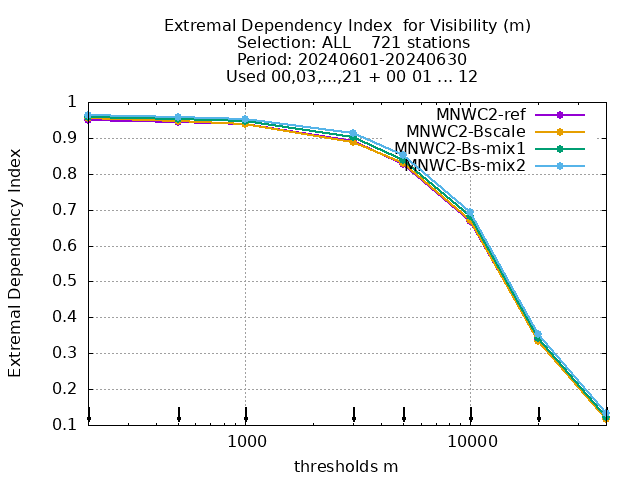 Extremal Dependency Index  for Visibility (m)
Selection: ALL    721 stations
Period: 20240601-20240630
Used 00,03,...,21 + 00 01 ... 12
MNWC2-ref
MNWC2-Bscale
MNWC2-Bs-mix1
MNWC-Bs-mix2
Extremal Dependency Index
1
0.9
0.8
0.7
0.6
0.5
0.4
0.3
0.2
0.1
1000
10000
thresholds m